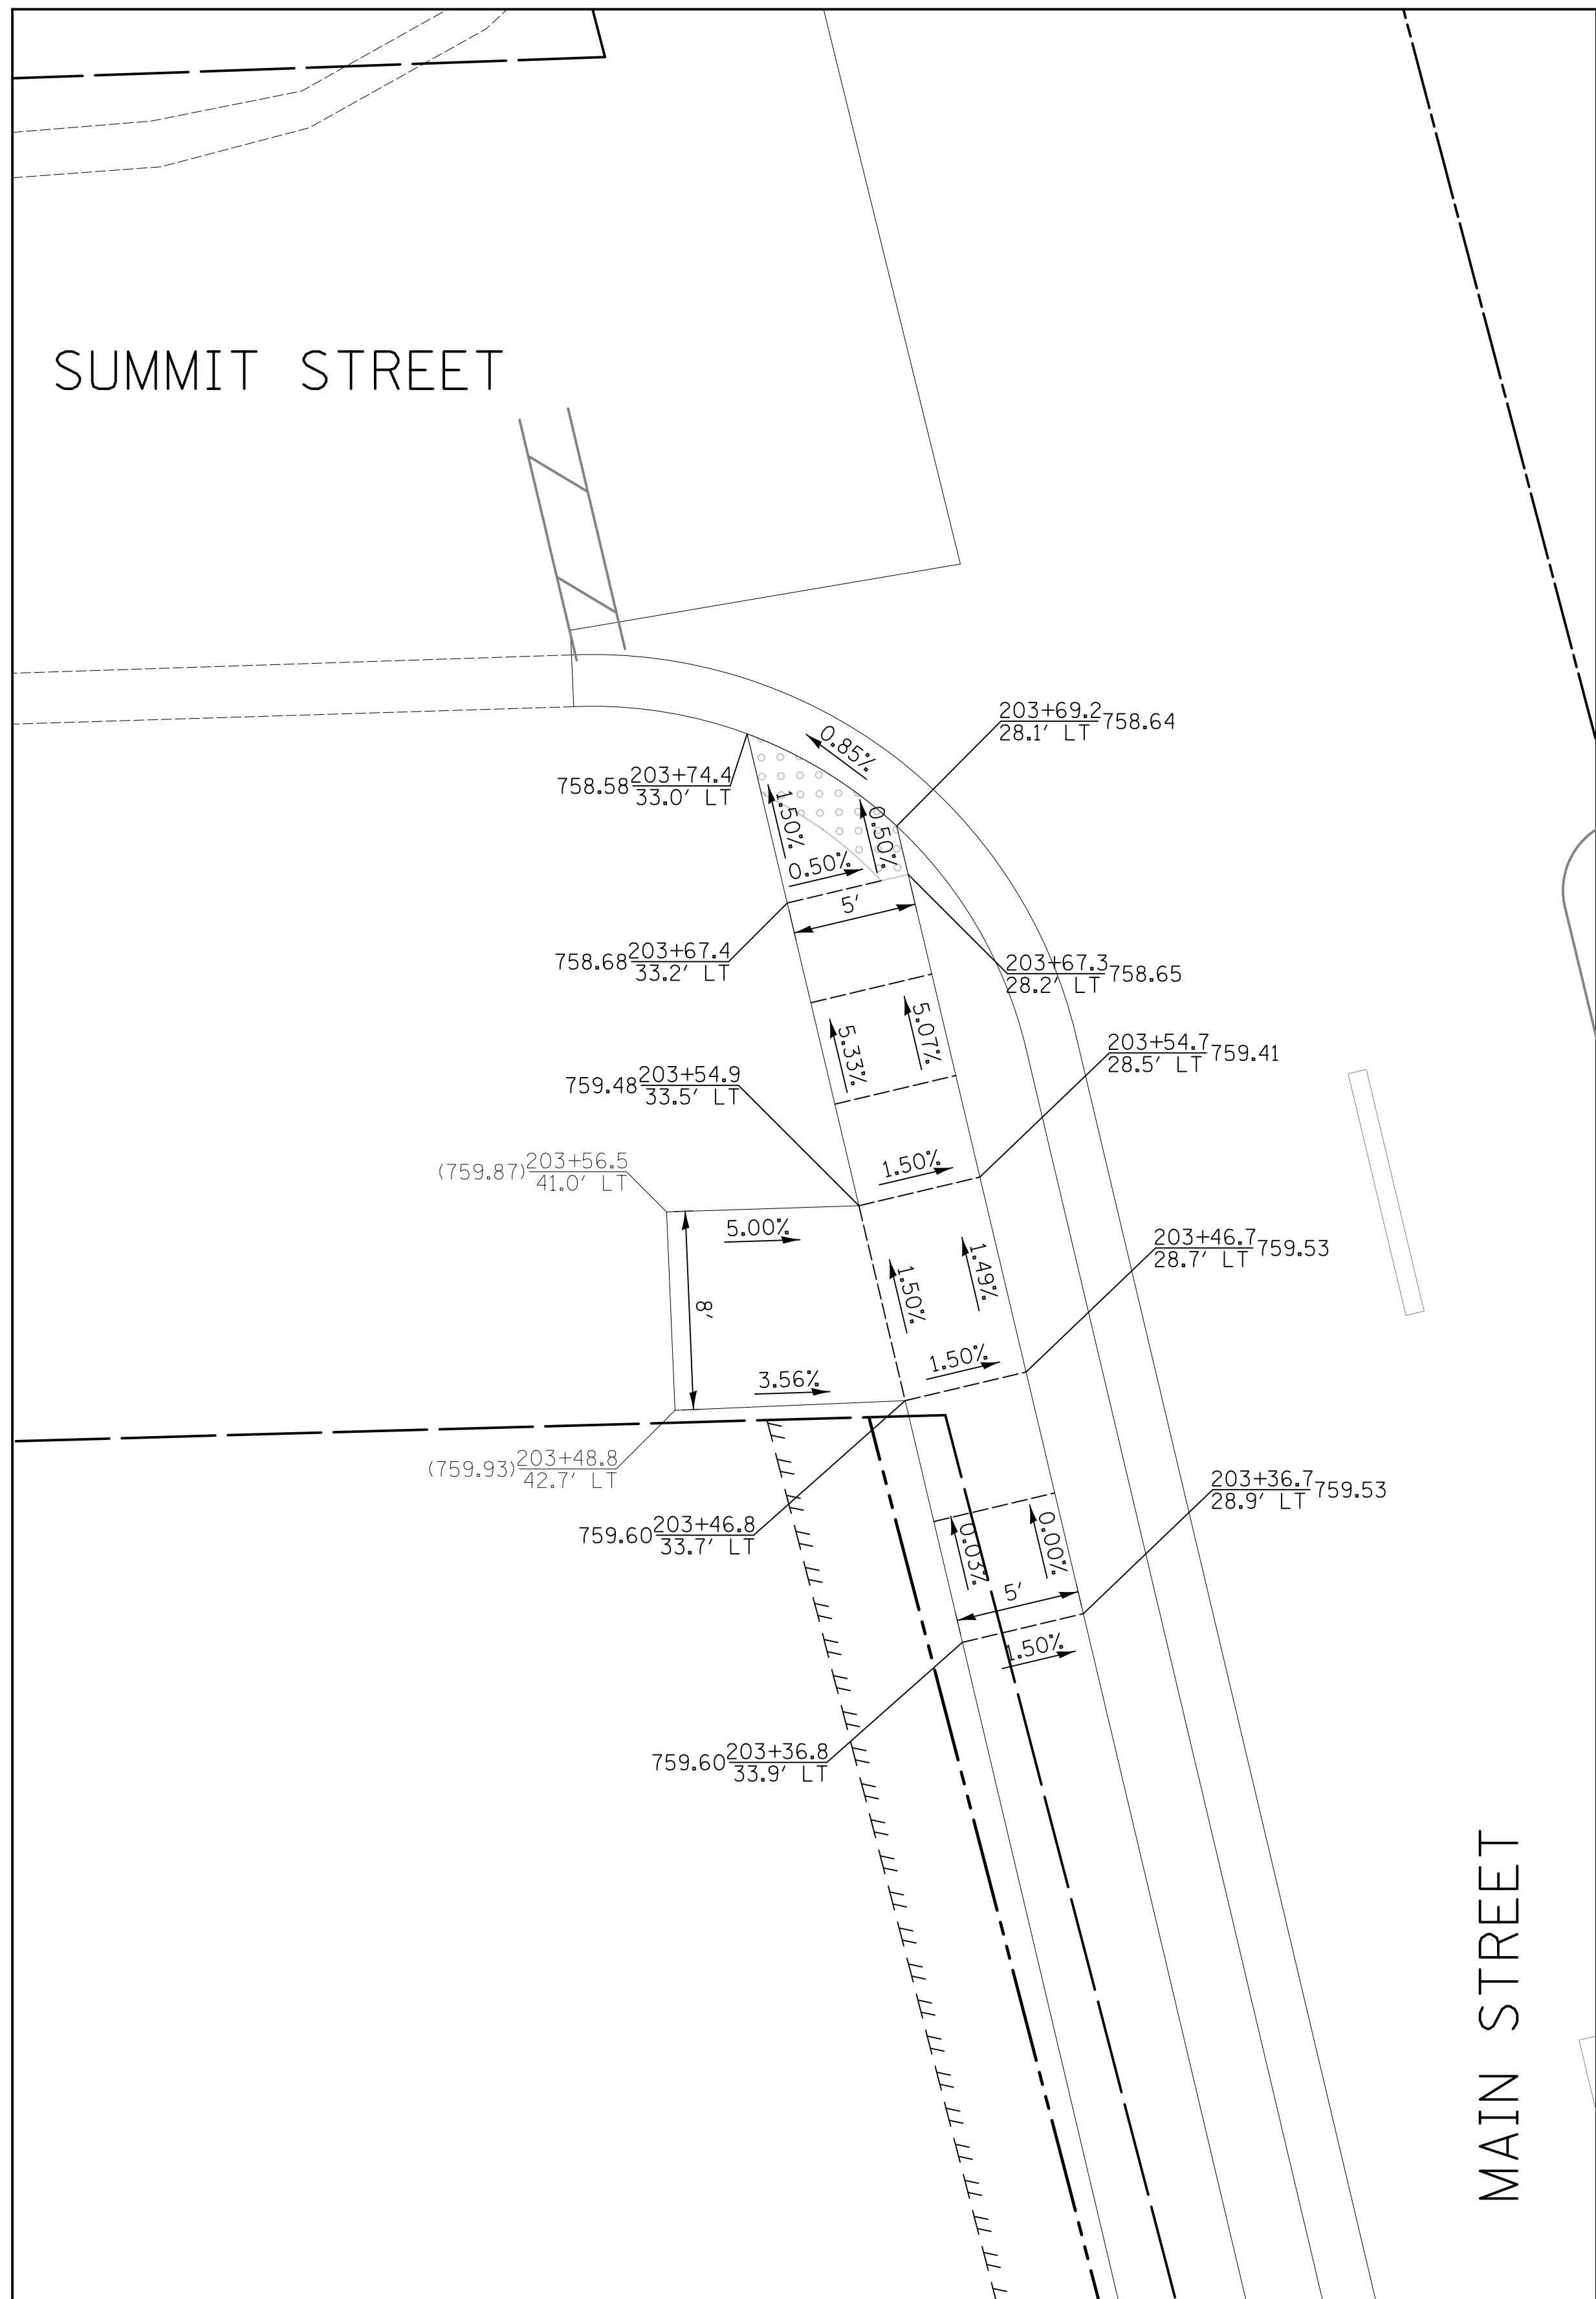 SUMMIT STREET
203+69.2
28.1' LT 758.64
0.85%
758.58 203+74.4
33.0' LT
1.50%
0.50%
0.50%
5'
758.68 203+67.4
33.2' LT
203+67.3
28.2' LT 758.65
5.33%
5.07%
203+54.7
28.5' LT 759.41
759.48 203+54.9
33.5' LT
(759.87) 203+56.5
41.0' LT
1.50%
5.00%
203+46.7
28.7' LT 759.53
8'
1.50%
1.49%
1.50%
3.56%
(759.93) 203+48.8
42.7' LT
203+36.7
28.9' LT 759.53
759.60 203+46.8
33.7' LT
0.03%
0.00%
5'
1.50%
759.60 203+36.8
33.9' LT
MAIN STREET